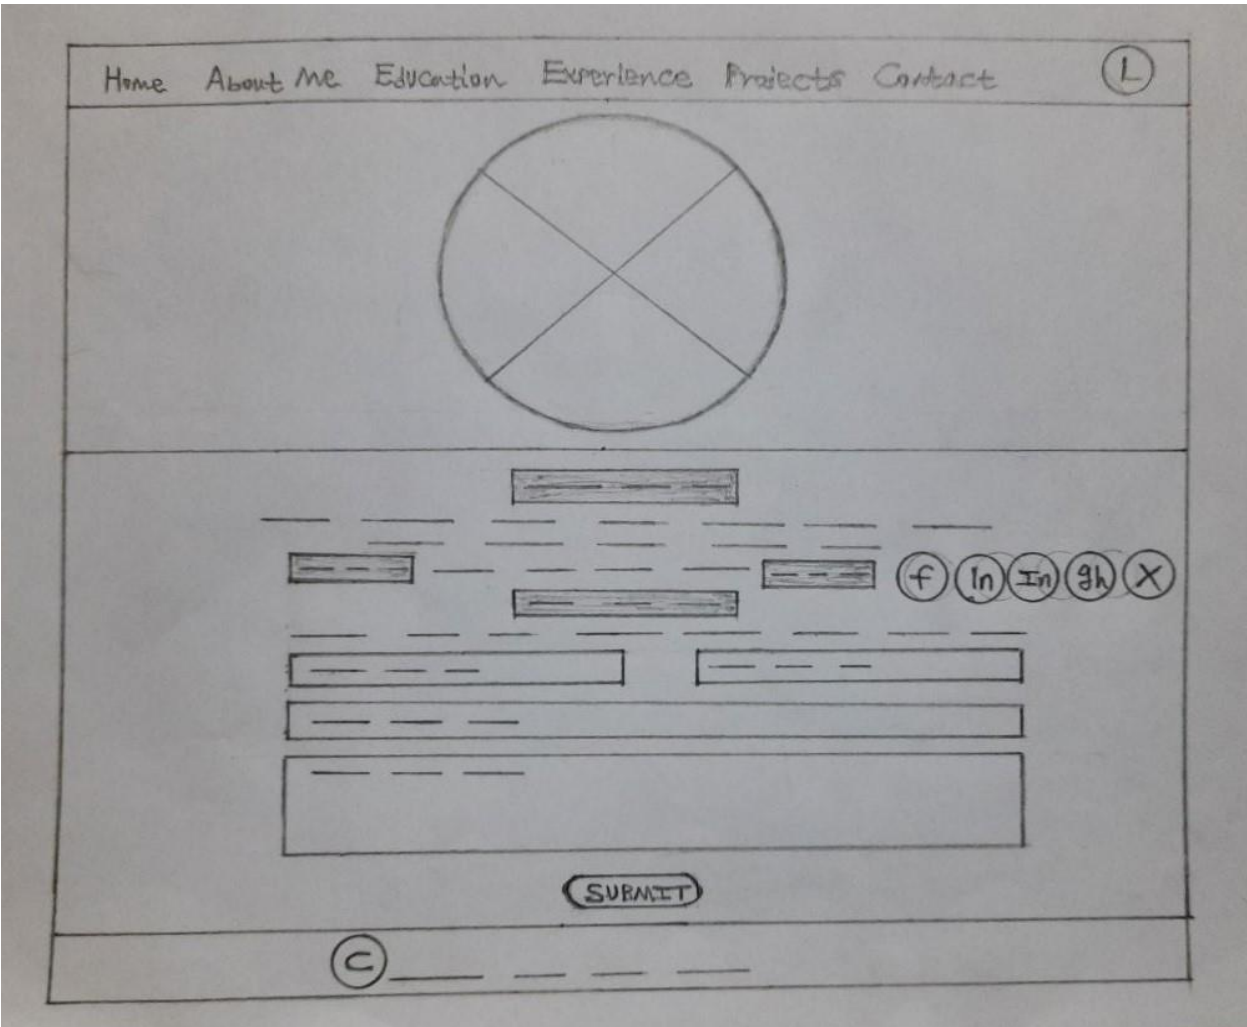 Home About Me Education Experience Projects Contact L
f In In gh X
SUBMIT
C